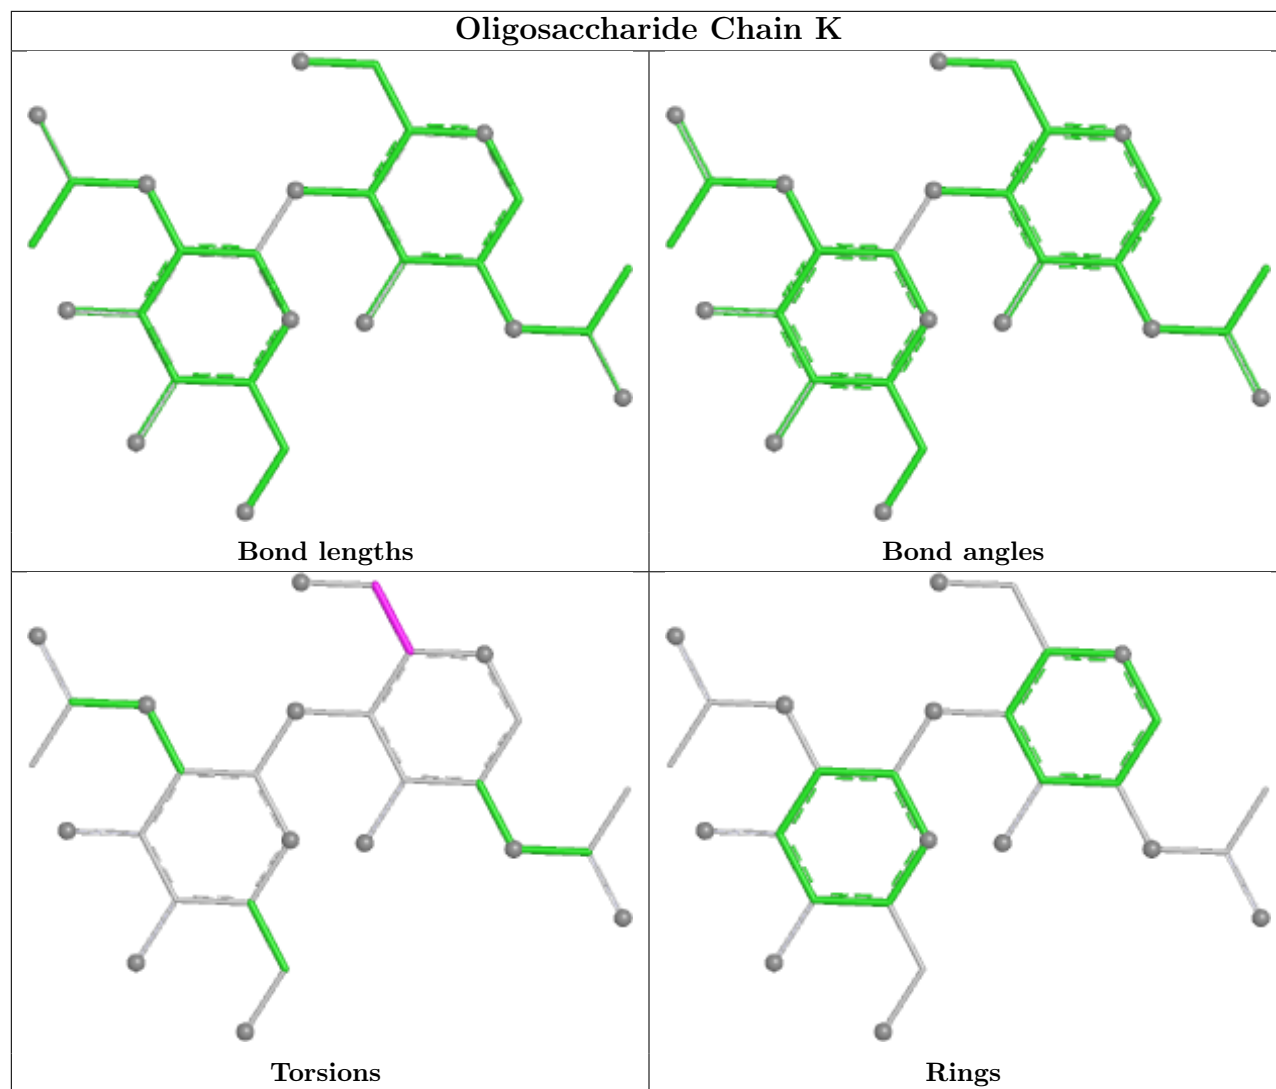 Oligosaccharide Chain K
Bond lengths
Bond angles
Torsions
Rings